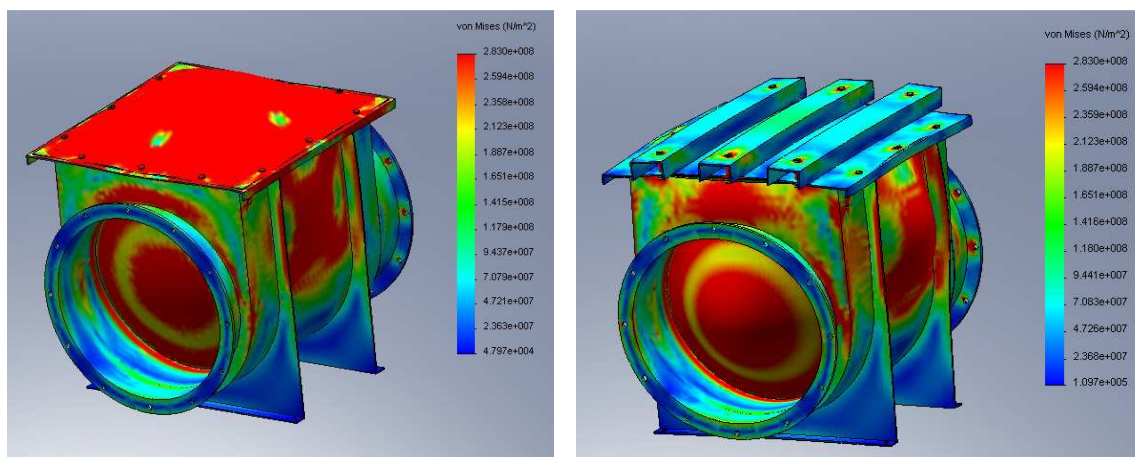 von Mises (N/m^2)
2.830e+008
2.594e+008
2.358e+008
2.123e+008
1.887e+008
1.651e+008
1.415e+008
1.180e+008
9.437e+007
7.079e+007
4.721e+007
2.363e+007
4.797e+004
von Mises (N/m^2)
2.830e+008
2.594e+008
2.359e+008
2.123e+008
1.887e+008
1.651e+008
1.416e+008
1.180e+008
9.441e+007
7.083e+007
4.726e+007
2.368e+007
1.097e+005